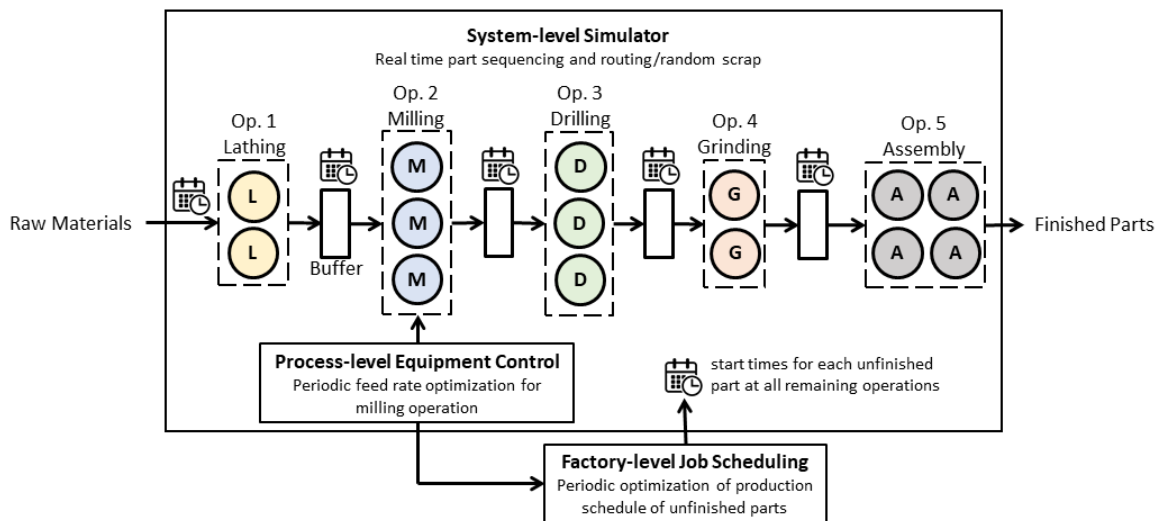 System-level Simulator
Real time part sequencing and routing/random scrap
Op. 1
Lathing
Op. 2
Milling
Op. 3
Drilling
Op. 4
Grinding
Op. 5
Assembly
Raw Materials
L
L
Buffer
M
M
M
D
D
D
G
G
A A
A A
Finished Parts
Process-level Equipment Control
Periodic feed rate optimization for
milling operation
start times for each unfinished
part at all remaining operations
Factory-level Job Scheduling
Periodic optimization of production
schedule of unfinished parts